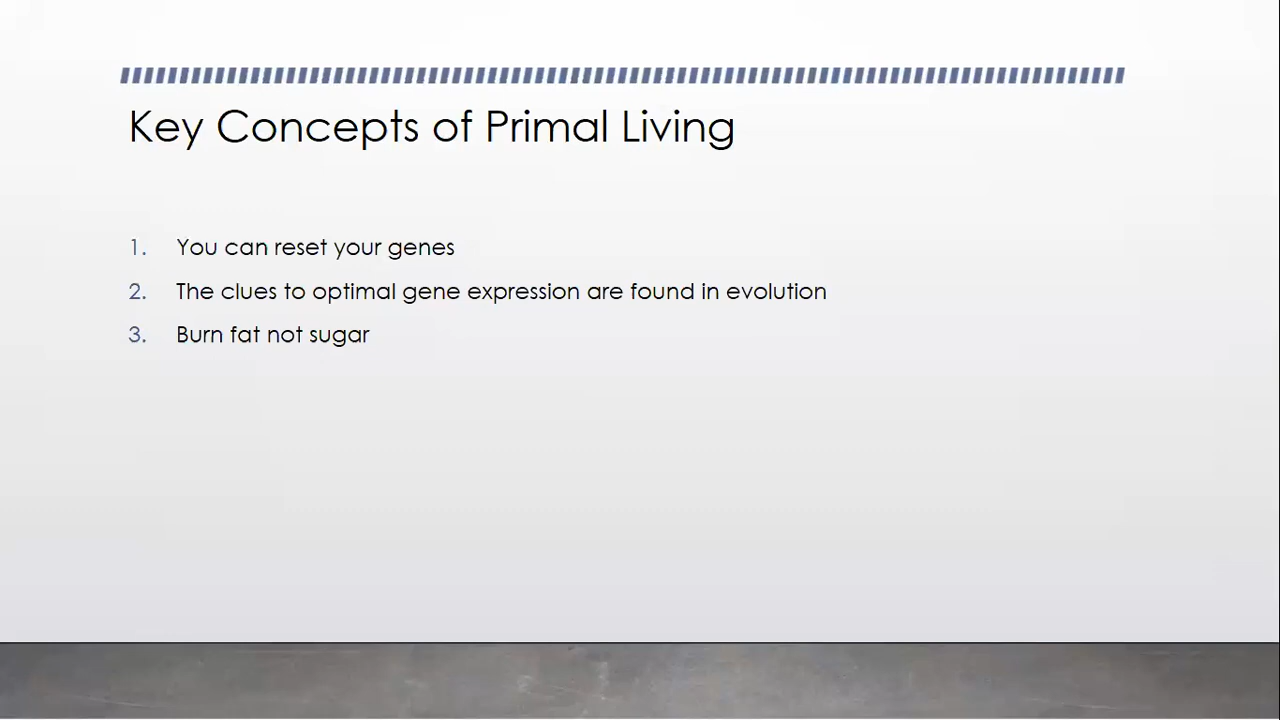 Key Concepts of Primal Living
1. You can reset your genes
2. The clues to optimal gene expression are found in evolution
3. Burn fat not sugar